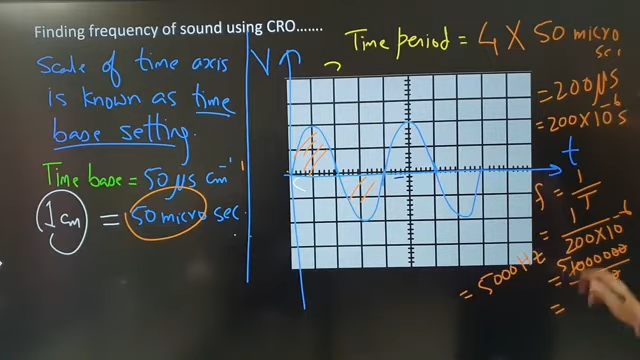 Finding frequency of sound using CRO.......
Scale of time axis
is known as time
base setting.
Time base = 50 μs cm⁻¹
1 cm = 50 micro sec.
V
t
Time period = 4 X 50 micro
sec
= 200 μs
= 200 X 10⁻⁶ s
f = 1/T
= 1/200 X 10⁻⁶
= 5000 Hz